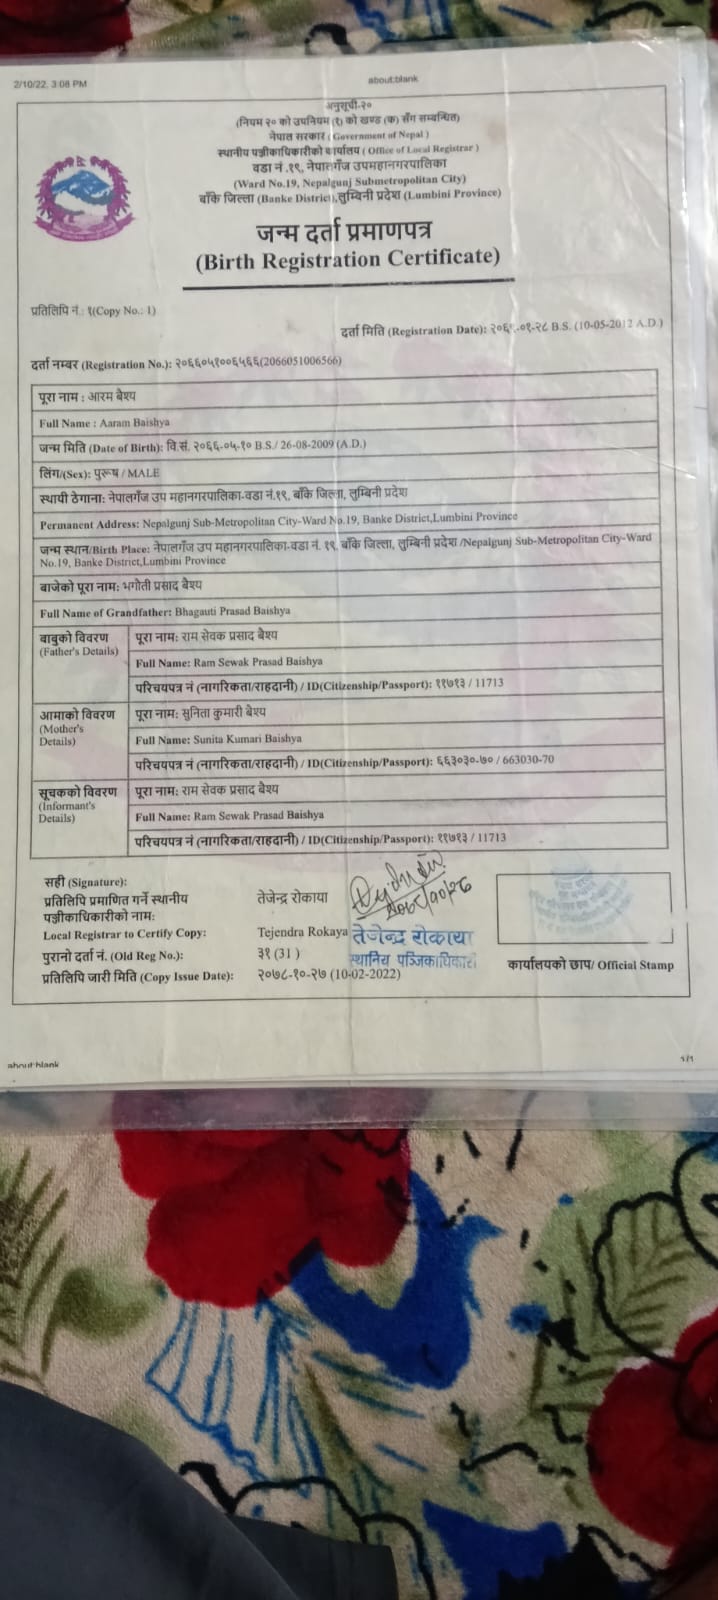 2/10/22, 3:08 PM
about:blank
अनुसूची-२०
(नियम २० को उपनियम (१) को खण्ड (क) सँग सम्बन्धित)
नेपाल सरकार ( Government of Nepal )
स्थानीय पञ्जीकाधिकारीको कार्यालय ( Office of Local Registrar )
वडा नं .१९, नेपालगँज उपमहानगरपालिका
(Ward No.19, Nepalgunj Submetropolitan City)
बाँके जिल्ला (Banke District),लुम्बिनी प्रदेश (Lumbini Province)
जन्म दर्ता प्रमाणपत्र
(Birth Registration Certificate)
प्रतिलिपि नं.: १(Copy No.: 1)
दर्ता मिति (Registration Date): B.S. (10-05-2012 A.D.)
दर्ता नम्बर (Registration No.): २०६६०५१००६५६६(2066051006566)
पूरा नाम : आरम बैश्य
Full Name : Aaram Baishya
जन्म मिति (Date of Birth): वि.सं. २०६६-०५-१० B.S./ 26-08-2009 (A.D.)
लिंग/(Sex): पुरूष / MALE
स्थायी ठेगाना: नेपालगँज उप महानगरपालिका-वडा नं.१९, बाँके जिल्ला, लुम्बिनी प्रदेश
Permanent Address: Nepalgunj Sub-Metropolitan City-Ward No.19, Banke District,Lumbini Province
जन्म स्थान/Birth Place: नेपालगँज उप महानगरपालिका-वडा नं. १९, बाँके जिल्ला, लुम्बिनी प्रदेश /Nepalgunj Sub-Metropolitan City-Ward
No.19, Banke District,Lumbini Province
बाजेको पूरा नाम: भगौती प्रसाद बैश्य
Full Name of Grandfather: Bhagauti Prasad Baishya
बाबुको विवरण
(Father's Details)
पूरा नाम: राम सेवक प्रसाद बैश्य
Full Name: Ram Sewak Prasad Baishya
परिचयपत्र नं (नागरिकता/राहदानी) / ID(Citizenship/Passport): ११७१३ / 11713
आमाको विवरण
(Mother's
Details)
पूरा नाम: सुनिता कुमारी बैश्य
Full Name: Sunita Kumari Baishya
परिचयपत्र नं (नागरिकता/राहदानी) / ID(Citizenship/Passport): ६६३०३०-७० / 663030-70
सूचकको विवरण
(Informant's
Details)
पूरा नाम: राम सेवक प्रसाद बैश्य
Full Name: Ram Sewak Prasad Baishya
परिचयपत्र नं (नागरिकता/राहदानी) / ID(Citizenship/Passport): ११७१३ / 11713
सही (Signature):
प्रतिलिपि प्रमाणित गर्ने स्थानीय
पञ्जीकाधिकारीको नाम:
तेजेन्द्र रोकाया
Local Registrar to Certify Copy:
Tejendra Rokaya
तेजेन्द्र रोकाया
पुरानो दर्ता नं. (Old Reg No.):
३१ (31 )
स्थानिय पञ्जिकाधिकारी
प्रतिलिपि जारी मिति (Copy Issue Date):
२०७८-१०-२७ (10-02-2022)
कार्यालयको छाप/ Official Stamp
about:blank
1/1